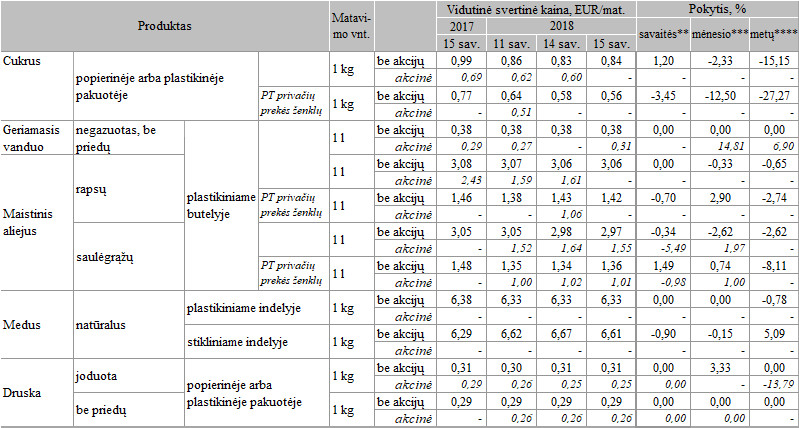 Produktas Matavi- Vidutinė svertinė kaina, EUR/mat. Pokytis, %
mo vnt. 2017 2018 savaitės** mėnesio*** metų****
15 sav. 11 sav. 14 sav. 15 sav.
Cukrus popierinėje arba plastikinėje pakuotėje 1 kg be akcijų 0,99 0,86 0,83 0,84 1,20 -2,33 -15,15
akcinė 0,69 0,62 0,60 - - - -
PT privačių prekės ženklų 1 kg be akcijų 0,77 0,64 0,58 0,56 -3,45 -12,50 -27,27
akcinė - 0,51 - - - - -
Geriamasis vanduo negazuotas, be priedų plastikiniame butelyje 1 l be akcijų 0,38 0,38 0,38 0,38 0,00 0,00 0,00
akcinė 0,29 0,27 - 0,31 - 14,81 6,90
Maistinis aliejus rapsų 1 l be akcijų 3,08 3,07 3,06 3,06 0,00 -0,33 -0,65
akcinė 2,43 1,59 1,61 - - - -
PT privačių prekės ženklų 1 l be akcijų 1,46 1,38 1,43 1,42 -0,70 2,90 -2,74
akcinė - - 1,06 - - - -
saulėgrąžų 1 l be akcijų 3,05 3,05 2,98 2,97 -0,34 -2,62 -2,62
akcinė - 1,52 1,64 1,55 -5,49 1,97 -
PT privačių prekės ženklų 1 l be akcijų 1,48 1,35 1,34 1,36 1,49 0,74 -8,11
akcinė - 1,00 1,02 1,01 -0,98 1,00 -
Medus natūralus plastikiniame indelyje 1 kg be akcijų 6,38 6,33 6,33 6,33 0,00 0,00 -0,78
akcinė - - - - - - -
stikliniame indelyje 1 kg be akcijų 6,29 6,62 6,67 6,61 -0,90 -0,15 5,09
akcinė - - - - - - -
Druska joduota popierinėje arba plastikinėje pakuotėje 1 kg be akcijų 0,31 0,30 0,31 0,31 0,00 3,33 0,00
akcinė 0,29 0,26 0,25 0,25 0,00 - -13,79
be priedų 1 kg be akcijų 0,29 0,29 0,29 0,29 0,00 0,00 0,00
akcinė - 0,26 0,26 0,26 0,00 0,00 -